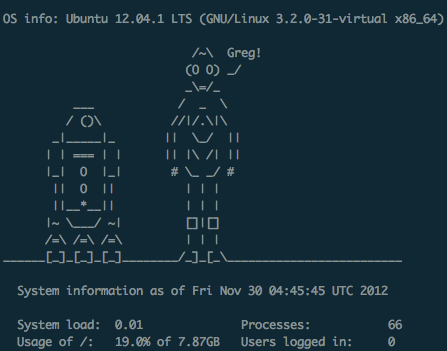 OS info: Ubuntu 12.04.1 LTS (GNU/Linux 3.2.0-31-virtual x86_64)
Greg!
System information as of Fri Nov 30 04:45:45 UTC 2012
System load: 0.01 Processes: 66
Usage of /: 19.0% of 7.87GB Users logged in: 0